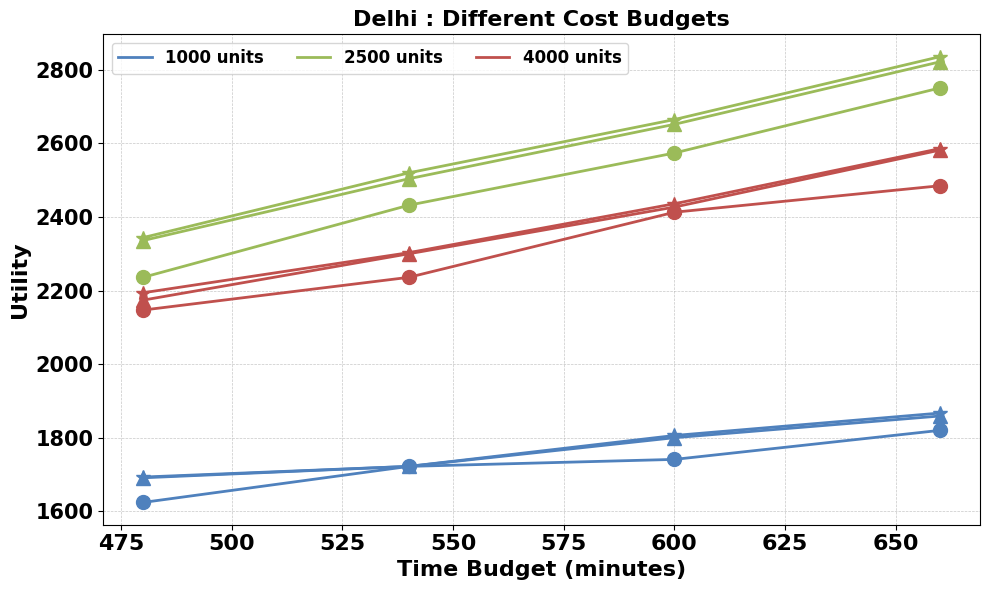 Delhi : Different Cost Budgets
1000 units 2500 units 4000 units
2800
2600
2400
2200
2000
1800
1600
Utility
475 500 525 550 575 600 625 650
Time Budget (minutes)